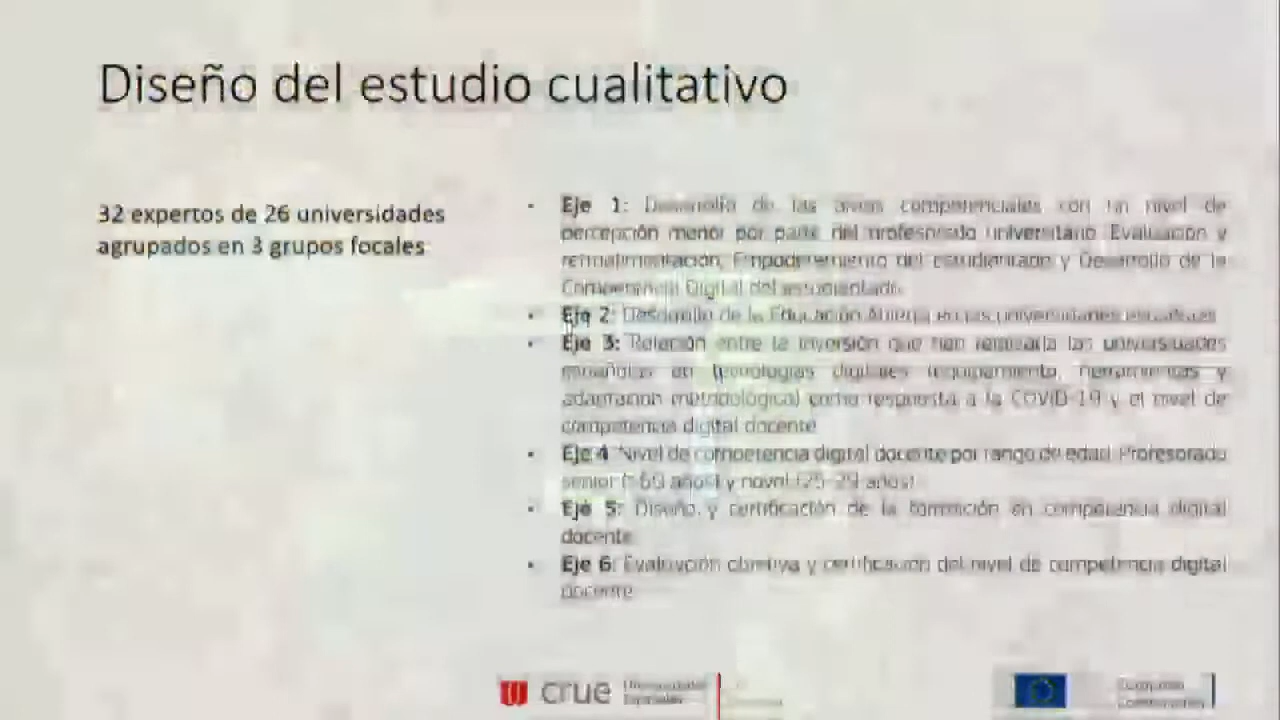 Diseño del estudio cualitativo
32 expertos de 26 universidades
agrupados en 3 grupos focales
Eje 1: Desarrollo de las áreas competenciales con un nivel de
percepción menor por parte del profesorado universitario: Evaluación y
retroalimentación, Empoderamiento del estudiantado y Desarrollo de la
Competencia Digital del estudiantado
Eje 2: Desarrollo de la Educación Abierta en las universidades españolas
Eje 3: Relación entre la inversión que han realizado las universidades
españolas en tecnologías digitales (equipamiento, herramientas y
adaptación metodológica) como respuesta a la COVID-19 y el nivel de
competencia digital docente
Eje 4: Nivel de competencia digital docente por rango de edad: Profesorado
senior (>60 años) y novel (25-29 años)
Eje 5: Diseño y certificación de la formación en competencia digital
docente
Eje 6: Evaluación objetiva y certificación del nivel de competencia digital
docente
crue Universidades
Españolas